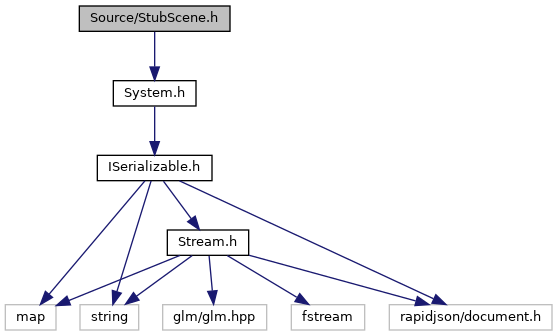 Source/StubScene.h
System.h
ISerializable.h
Stream.h
map
string
glm/glm.hpp
fstream
rapidjson/document.h